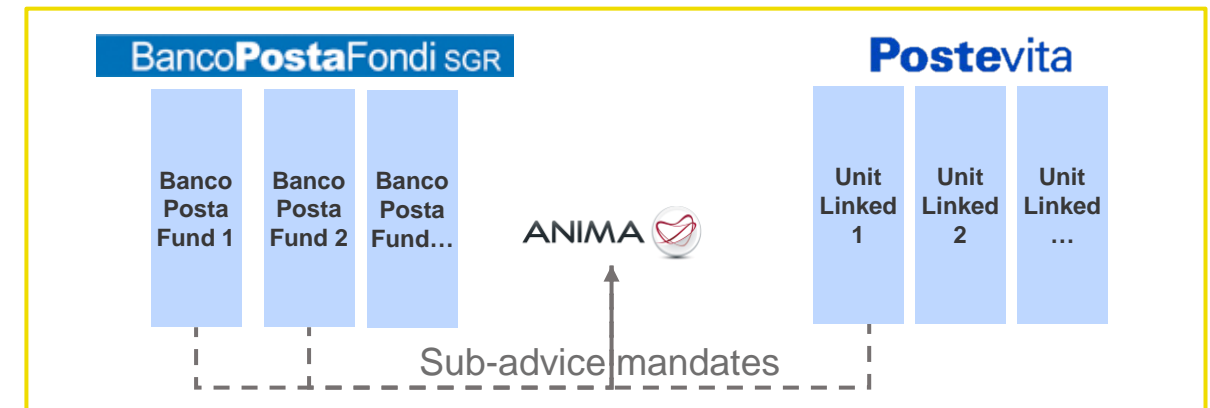 BancoPostaFondi SGR
Postevita
Banco
Posta
Fund 1
Banco
Posta
Fund 2
Banco
Posta
Fund…
ANIMA
Unit
Linked
1
Unit
Linked
2
Unit
Linked
…
Sub-advice mandates